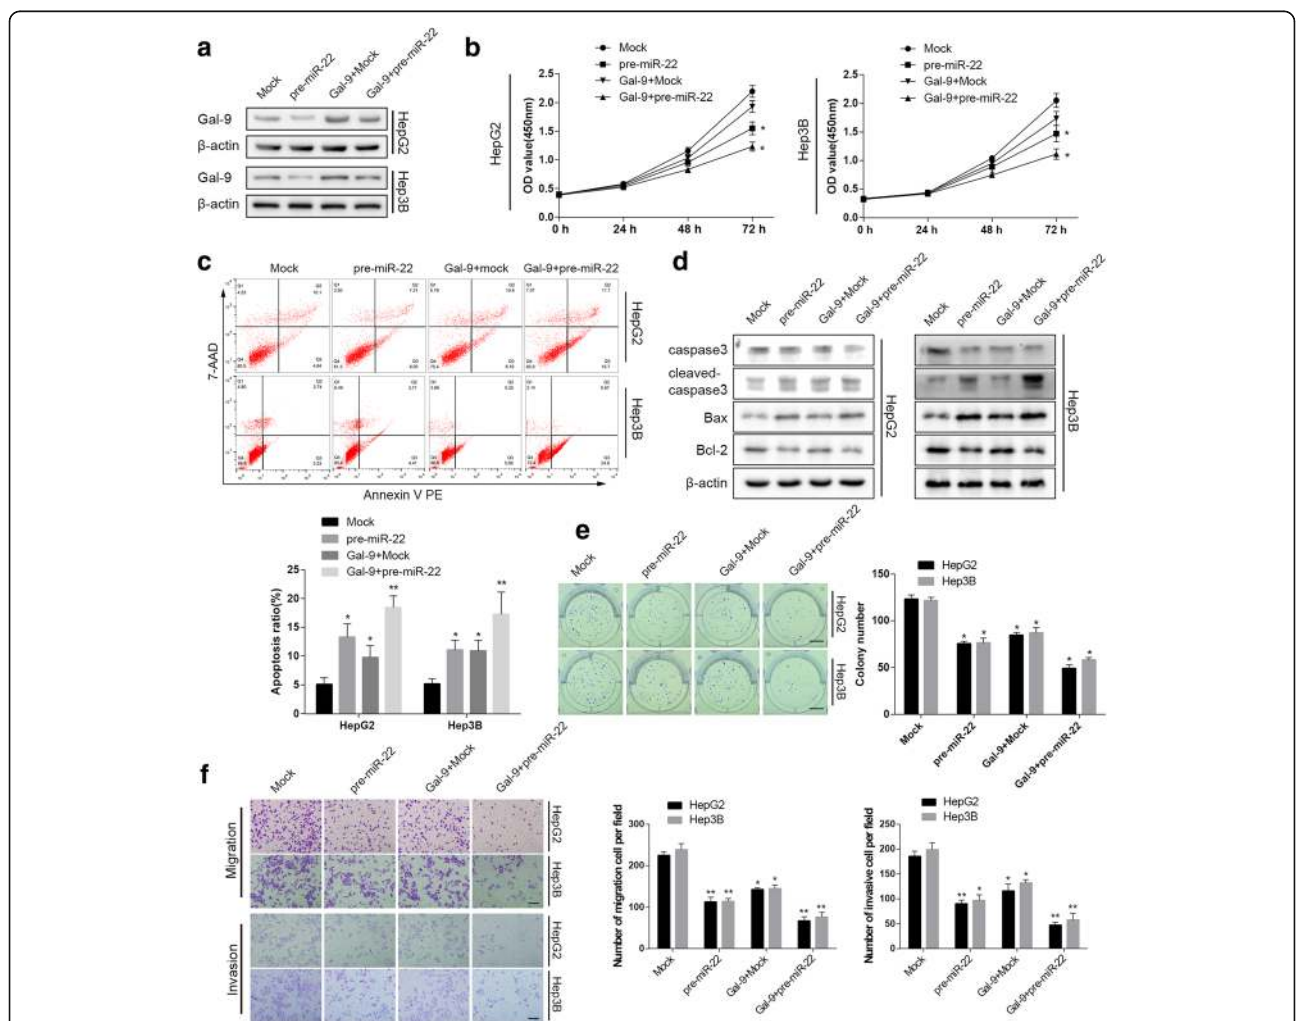 a
Mock
pre-miR-22
Gal-9+Mock
Gal-9+pre-miR-22
Gal-9
β-actin
HepG2
Gal-9
β-actin
Hep3B
b
Mock
pre-miR-22
Gal-9+Mock
Gal9+pre-miR-22
HepG2
OD value(450nm)
2.5
2.0
1.5
1.0
0.5
0.0
0 h
24 h
48 h
72 h
*
*
Mock
pre-miR-22
Gal-9+Mock
Gal9+pre-miR-22
Hep3B
OD value(450nm)
2.5
2.0
1.5
1.0
0.5
0.0
0 h
24 h
48 h
72 h
*
*
c
Mock
pre-miR-22
Gal-9+mock
Gal-9+pre-miR-22
7-AAD
HepG2
Hep3B
Annexin V PE
Mock
pre-miR-22
Gal-9+Mock
Gal-9+pre-miR-22
Apoptosis ratio(%)
25
20
15
10
5
0
*
*
**
*
*
**
HepG2
Hep3B
d
Mock
pre-miR-22
Gal-9+Mock
Gal-9+pre-miR-22
Mock
pre-miR-22
Gal-9+Mock
Gal-9+pre-miR-22
caspase3
cleaved-
caspase3
Bax
Bcl-2
β-actin
HepG2
Hep3B
e
Mock
pre-miR-22
Gal-9+Mock
Gal-9+pre-miR-22
HepG2
Hep3B
HepG2
Hep3B
Colony number
150
100
50
0
*
*
*
*
*
*
Mock
pre-miR-22
Gal-9+Mock
Gal-9+pre-miR-22
f
Mock
pre-miR-22
Gal-9+Mock
Gal-9+pre-miR-22
Migration
HepG2
Hep3B
Invasion
HepG2
Hep3B
HepG2
Hep3B
Number of migration cell per field
300
200
100
0
**
**
*
*
**
**
Mock
pre-miR-22
Gal-9+Mock
Gal-9+pre-miR-22
HepG2
Hep3B
Number of invasive cell per field
250
200
150
100
50
0
**
*
*
*
**
**
Mock
pre-miR-22
Gal-9+Mock
Gal-9+pre-miR-22